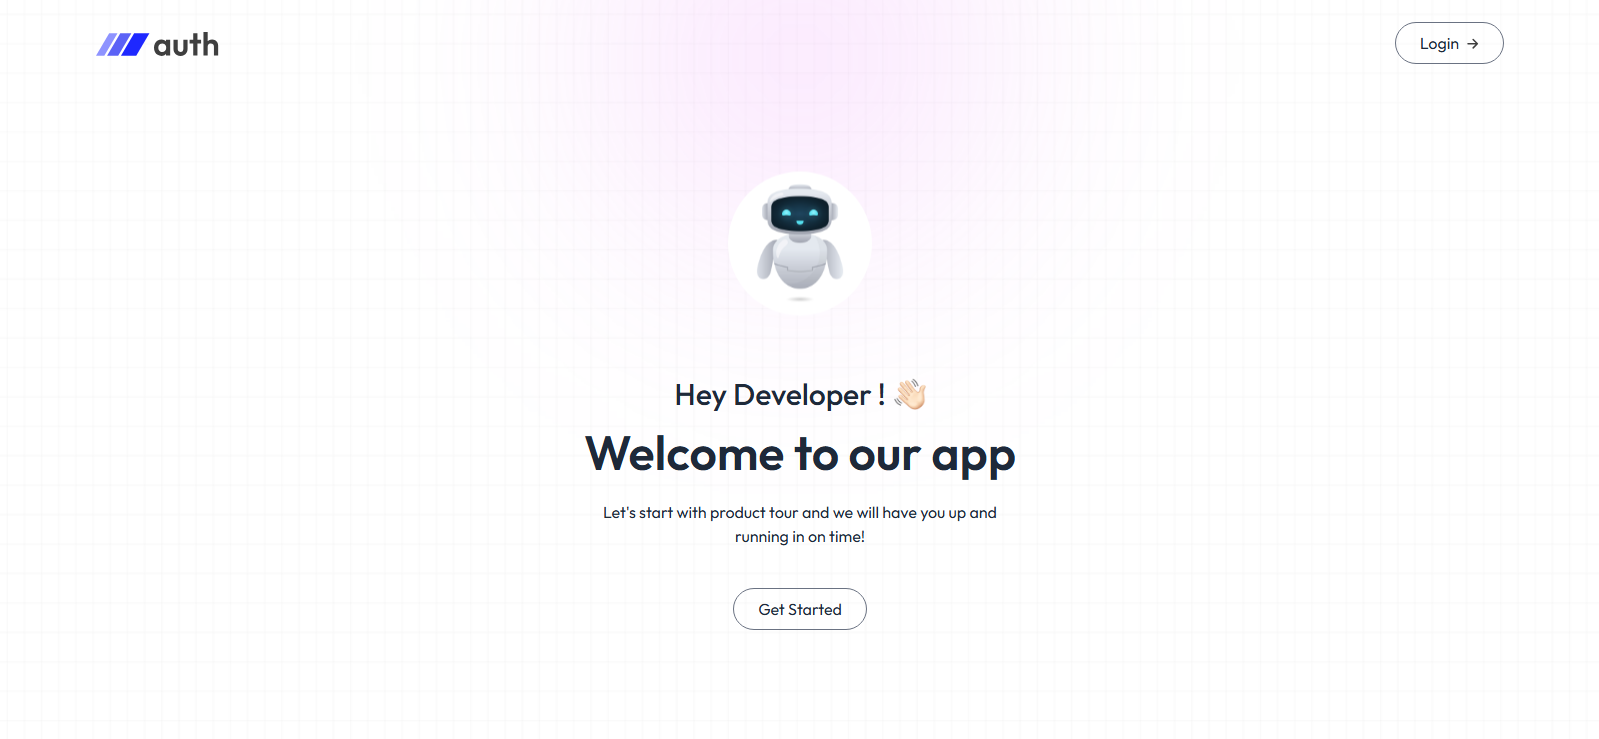 auth
Login →
Hey Developer ! 👋🏻
Welcome to our app
Let's start with product tour and we will have you up and
running in on time!
Get Started